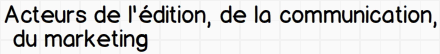 Acteurs de l'édition, de la communication,
du marketing